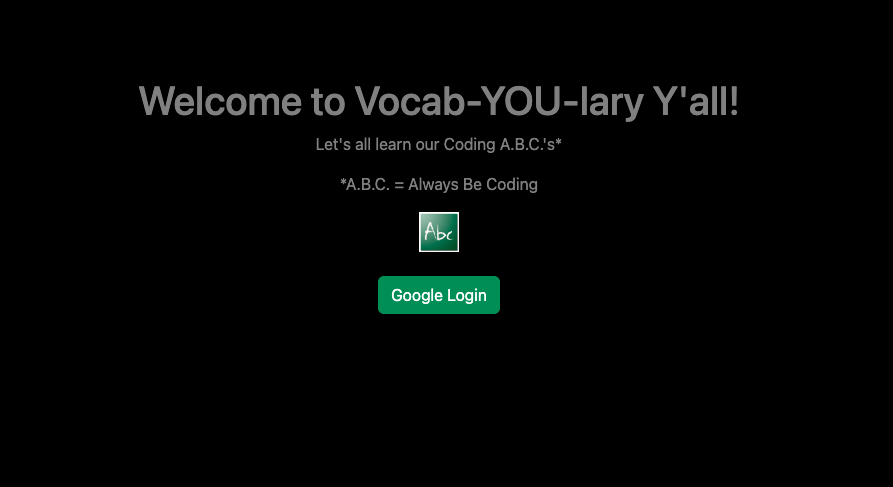 Welcome to Vocab-YOU-lary Y'all!
Let's all learn our Coding A.B.C.'s*
*A.B.C. = Always Be Coding
Abc
Google Login